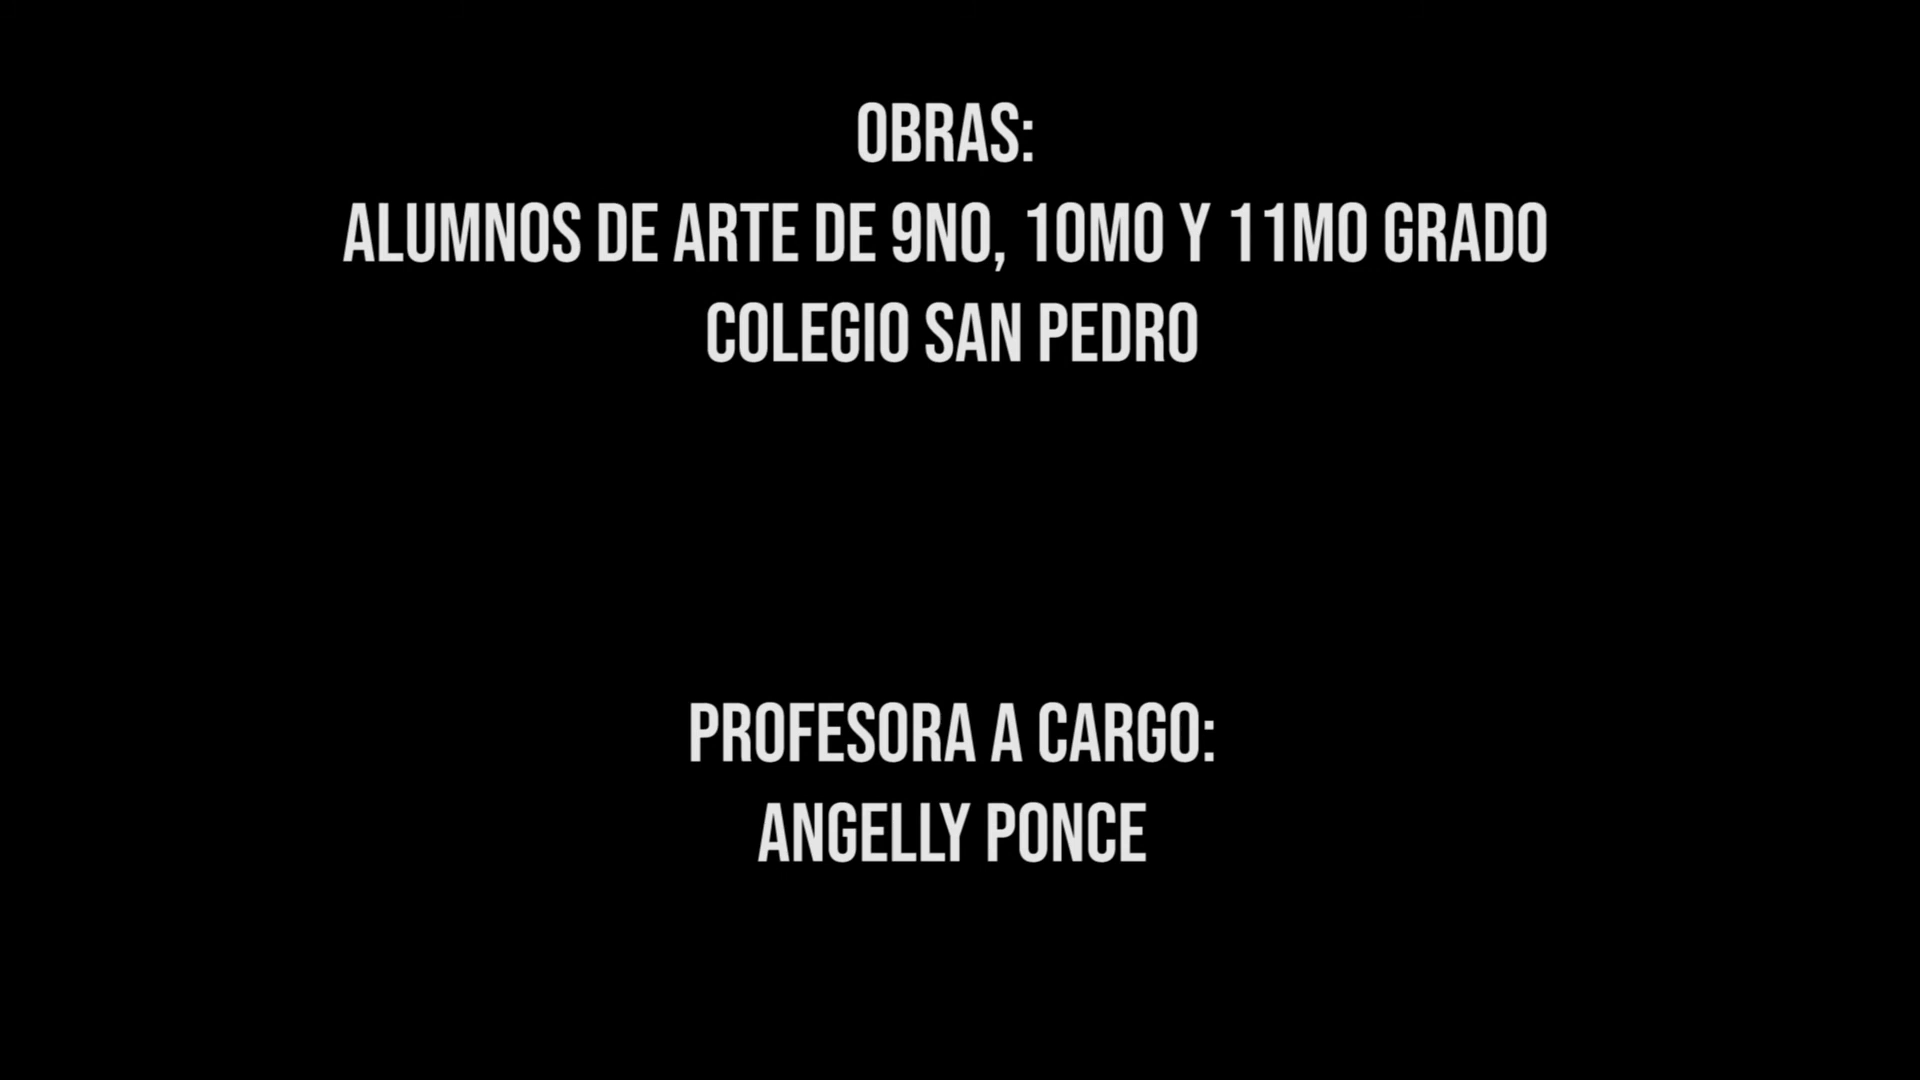 OBRAS:
ALUMNOS DE ARTE DE 9NO, 10MO Y 11MO GRADO
COLEGIO SAN PEDRO
PROFESORA A CARGO:
ANGELLY PONCE